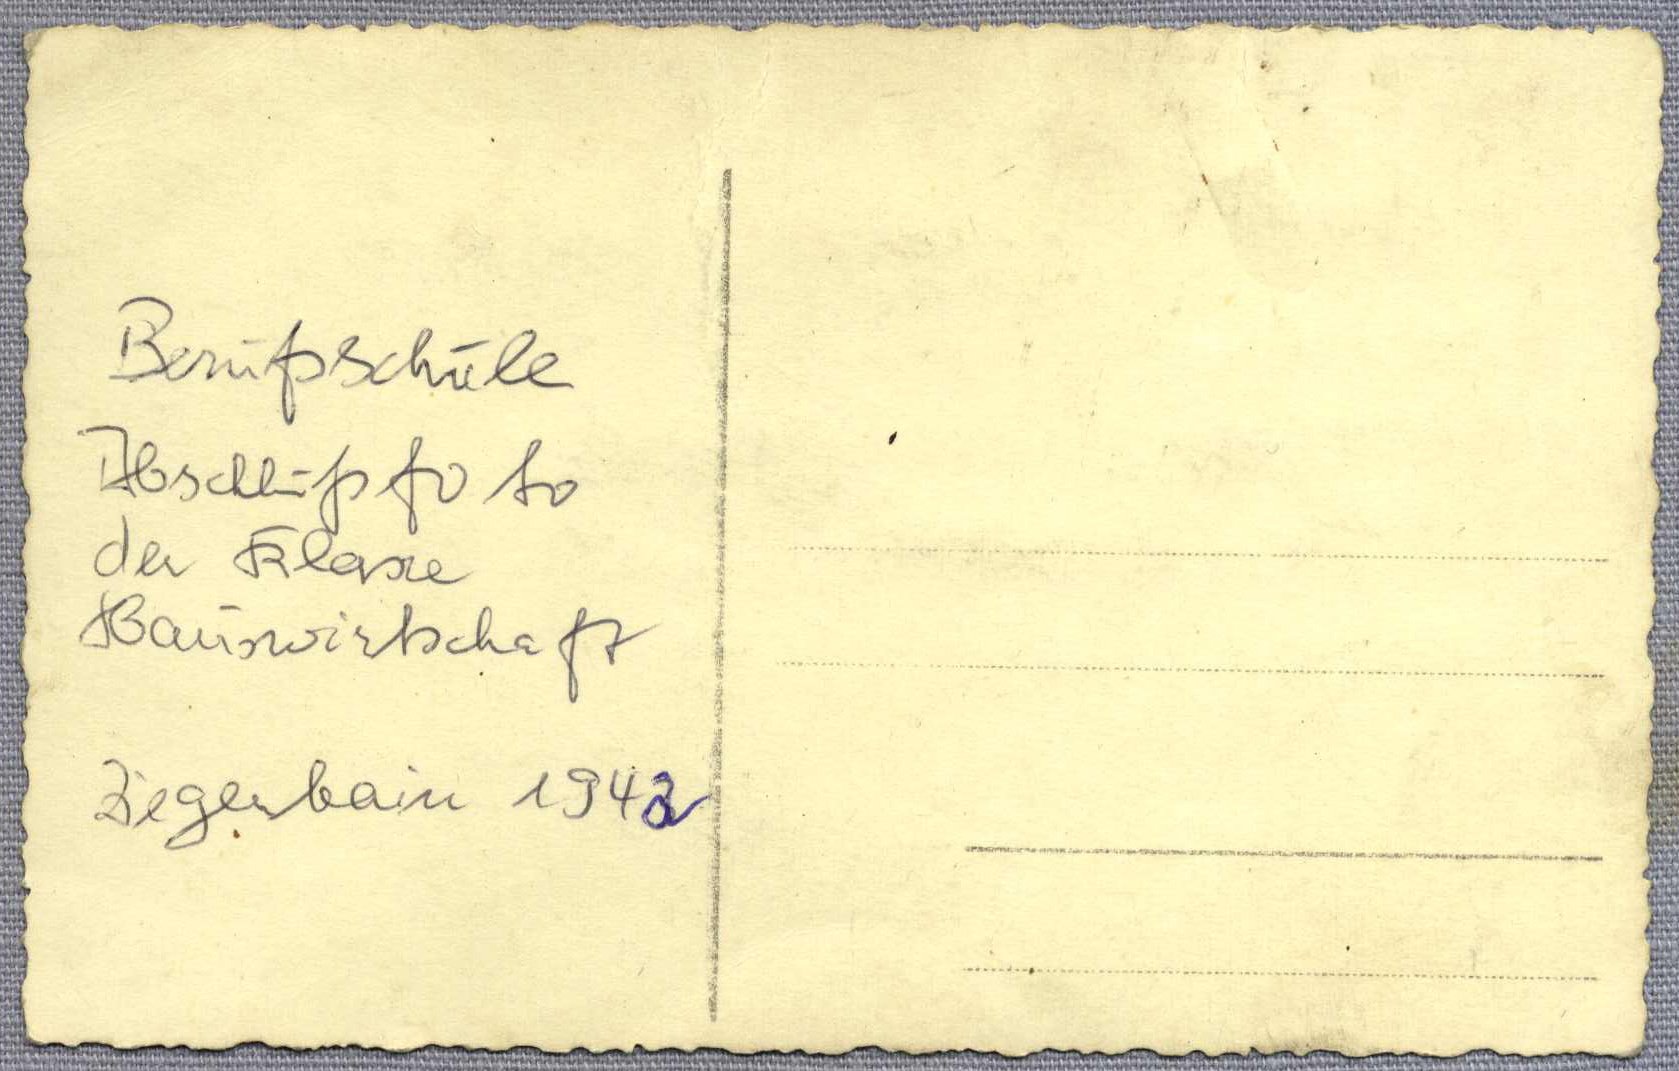 Berufsschule
Abschlußfoto
der Klasse
Hauswirtschaft
Ziegenhain 1942